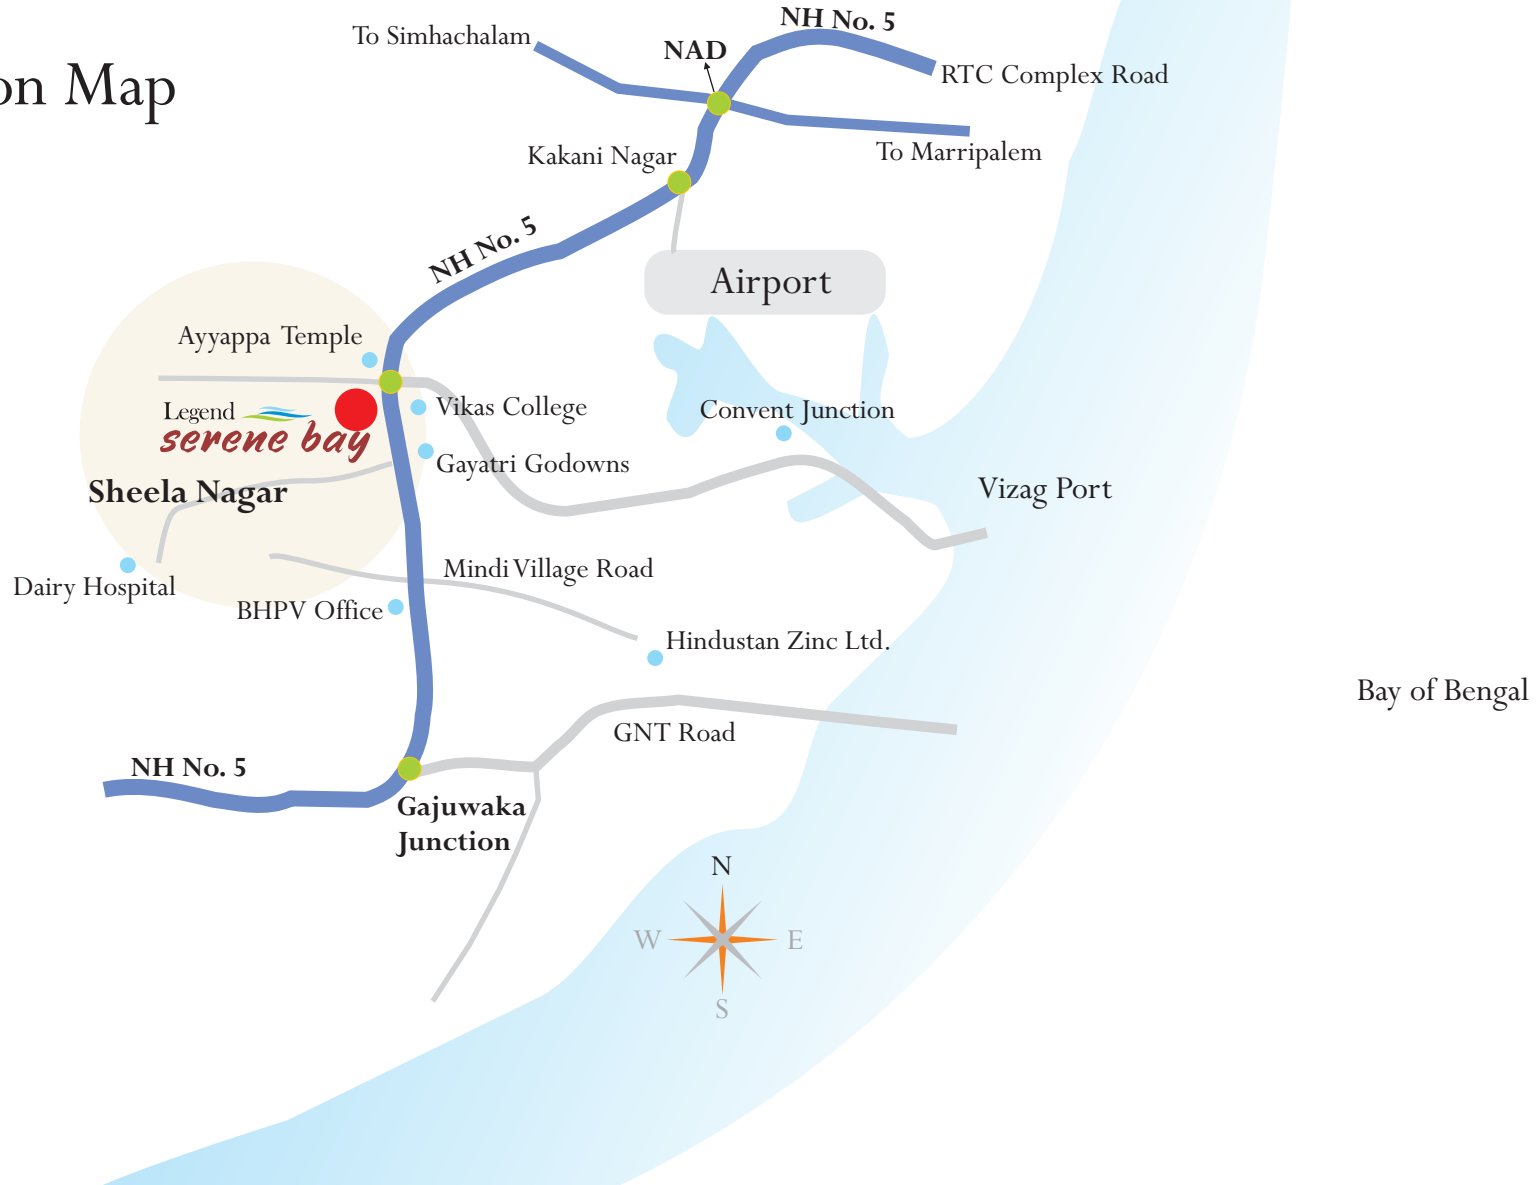 NH No. 5
To Simhachalam
NAD
RTC Complex Road
on Map
To Marripalem
Kakani Nagar
NH No. 5
Airport
Ayyappa Temple
Legend
serene bay
Vikas College
Convent Junction
Gayatri Godowns
Sheela Nagar
Vizag Port
Mindi Village Road
Dairy Hospital
BHPV Office
Hindustan Zinc Ltd.
Bay of Bengal
GNT Road
NH No. 5
Gajuwaka
Junction
N
W
E
S